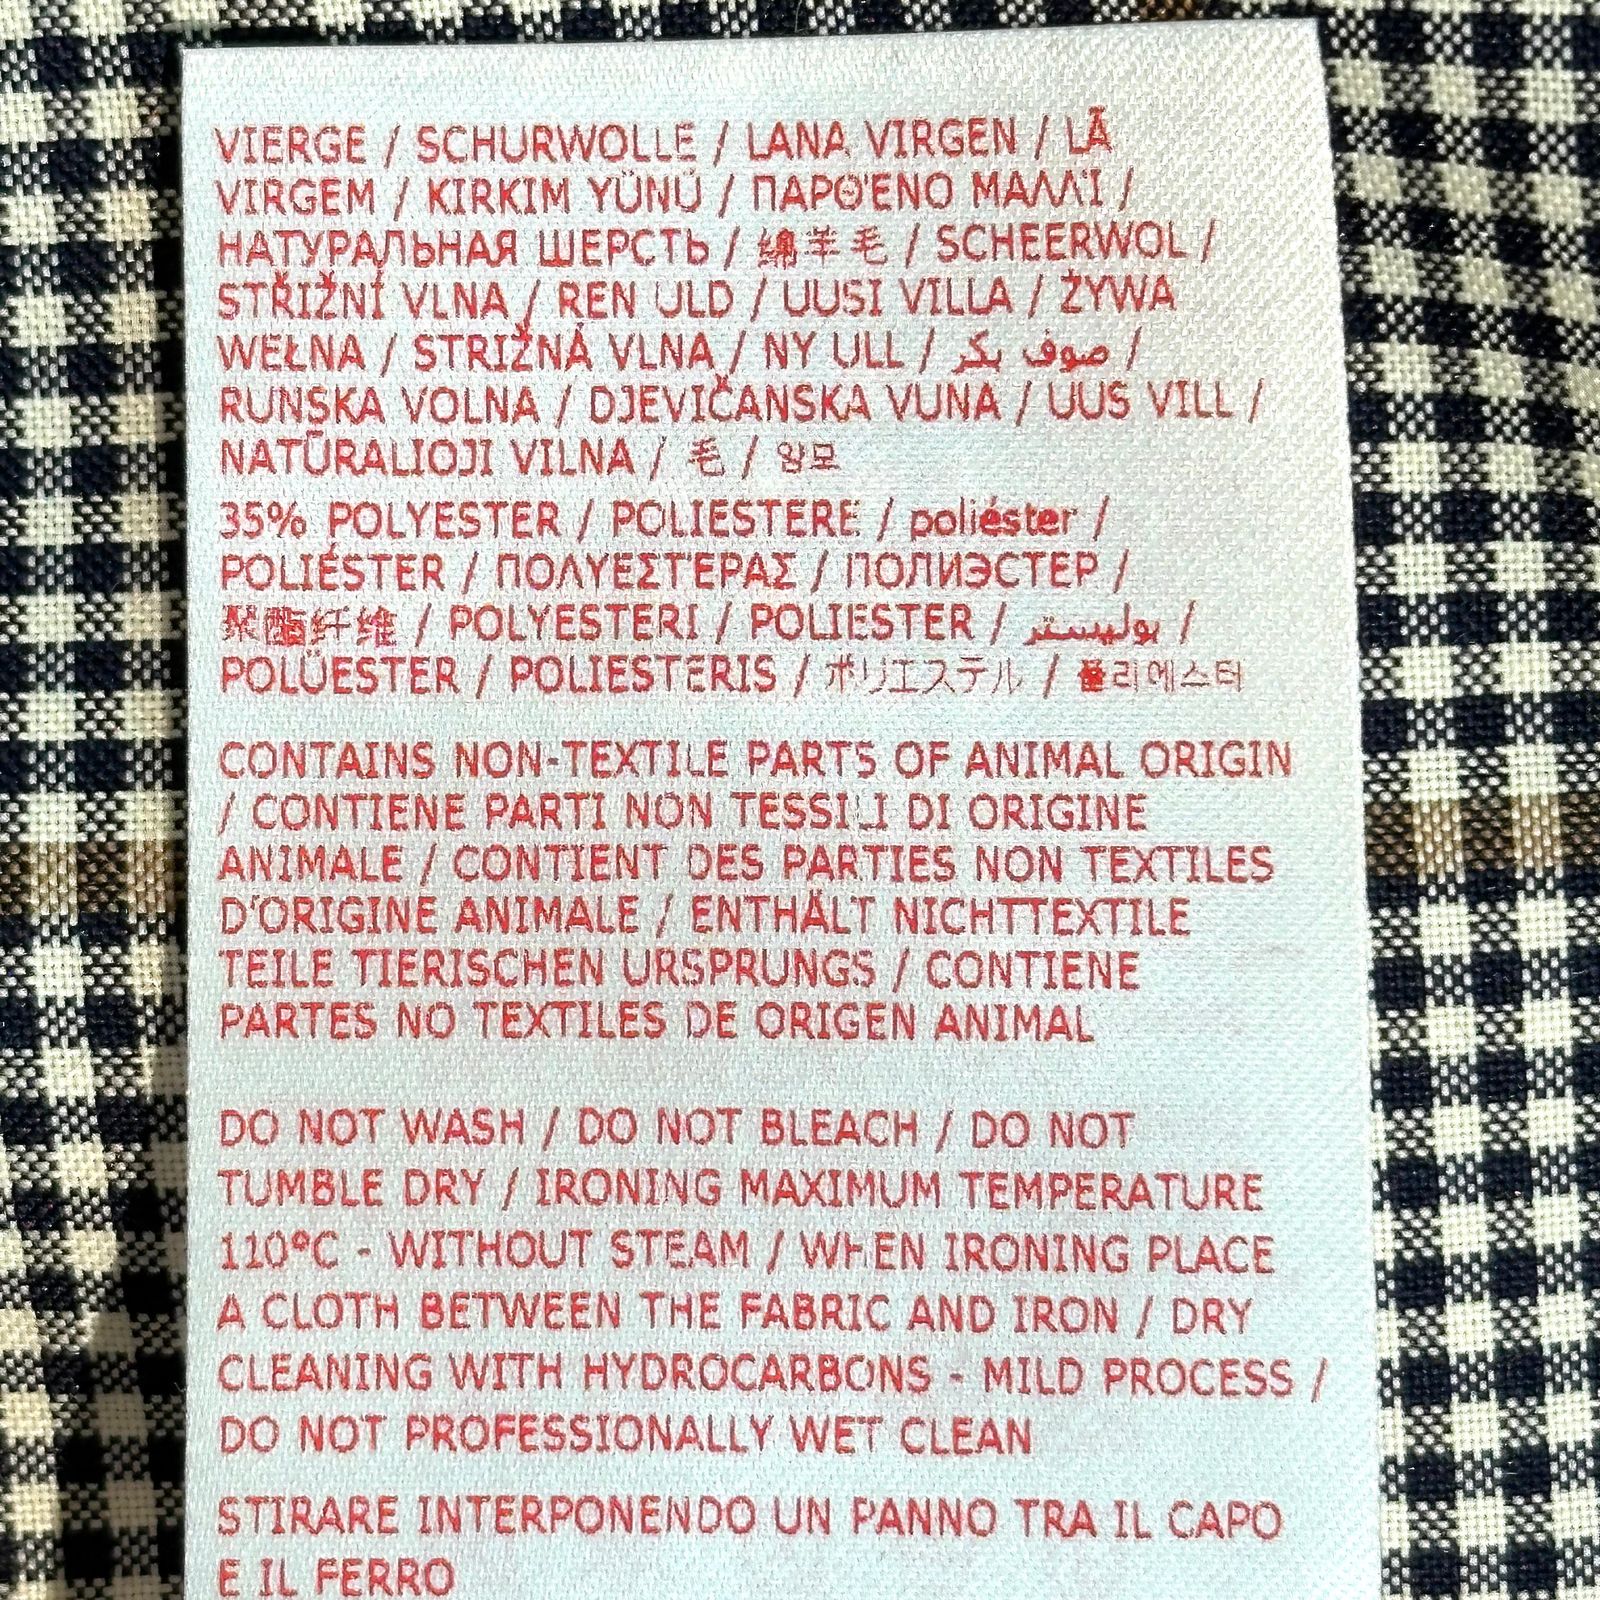 VIERGE / SCHURWOLLE / LANA VIRGEN / LÃ
VIRGEM / KIRKIM YÜNÜ / ΠΑΡΘΈΝΟ ΜΑΛΛΊ /
НАТУРАЛЬНАЯ ШЕРСТЬ / 绵羊毛 / SCHEERWOL /
STŘIŽNÍ VLNA / REN ULD / UUSI VILLA / ŻYWA
WEŁNA / STRIŽNÁ VLNA / NY ULL / صوف بكر /
RUNSKA VOLNA / DJEVIČANSKA VUNA / UUS VILL /
NATŪRALIOJI VILNA / 毛 / 양모
35% POLYESTER / POLIESTERE / poliéster /
POLIÉSTER / ΠΟΛΥΕΣΤΕΡΑΣ / ПОЛИЭСТЕР /
聚酯纤维 / POLYESTERI / POLIESTER / بوليستر /
POLÜESTER / POLIESTERIS / ポリエステル / 폴리에스터
CONTAINS NON-TEXTILE PARTS OF ANIMAL ORIGIN
/ CONTIENE PARTI NON TESSILI DI ORIGINE
ANIMALE / CONTIENT DES PARTIES NON TEXTILES
D'ORIGINE ANIMALE / ENTHÄLT NICHTTEXTILE
TEILE TIERISCHEN URSPRUNGS / CONTIENE
PARTES NO TEXTILES DE ORIGEN ANIMAL
DO NOT WASH / DO NOT BLEACH / DO NOT
TUMBLE DRY / IRONING MAXIMUM TEMPERATURE
110°C - WITHOUT STEAM / WHEN IRONING PLACE
A CLOTH BETWEEN THE FABRIC AND IRON / DRY
CLEANING WITH HYDROCARBONS - MILD PROCESS /
DO NOT PROFESSIONALLY WET CLEAN
STIRARE INTERPONENDO UN PANNO TRA IL CAPO
E IL FERRO